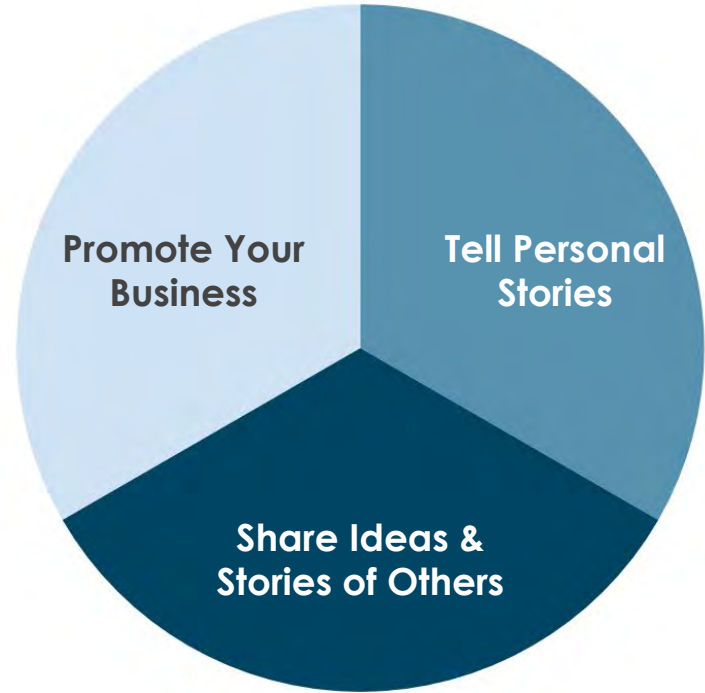 Promote Your
Business
Tell Personal
Stories
Share Ideas &
Stories of Others